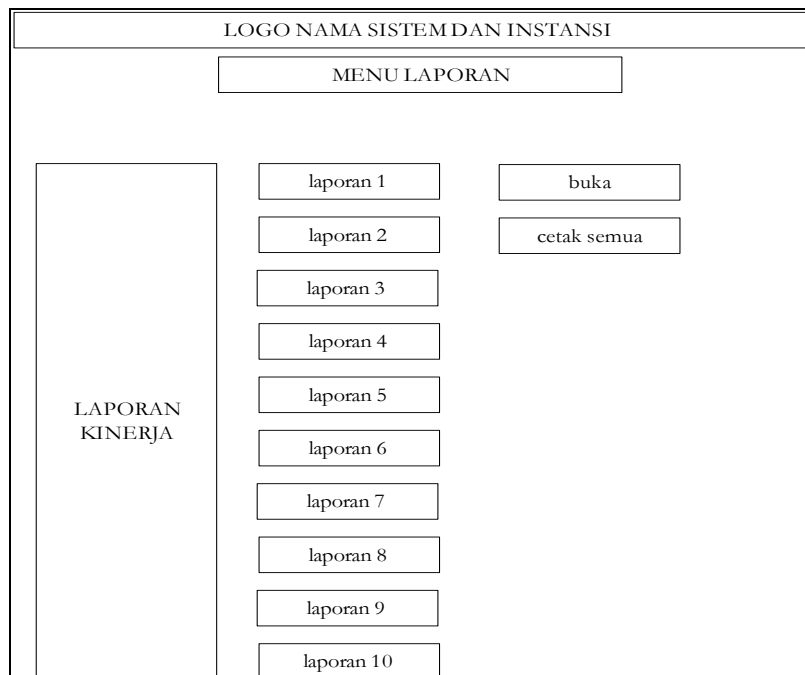 LOGO NAMA SISTEM DAN INSTANSI
MENU LAPORAN
LAPORAN
KINERJA
laporan 1
laporan 2
laporan 3
laporan 4
laporan 5
laporan 6
laporan 7
laporan 8
laporan 9
laporan 10
buka
cetak semua